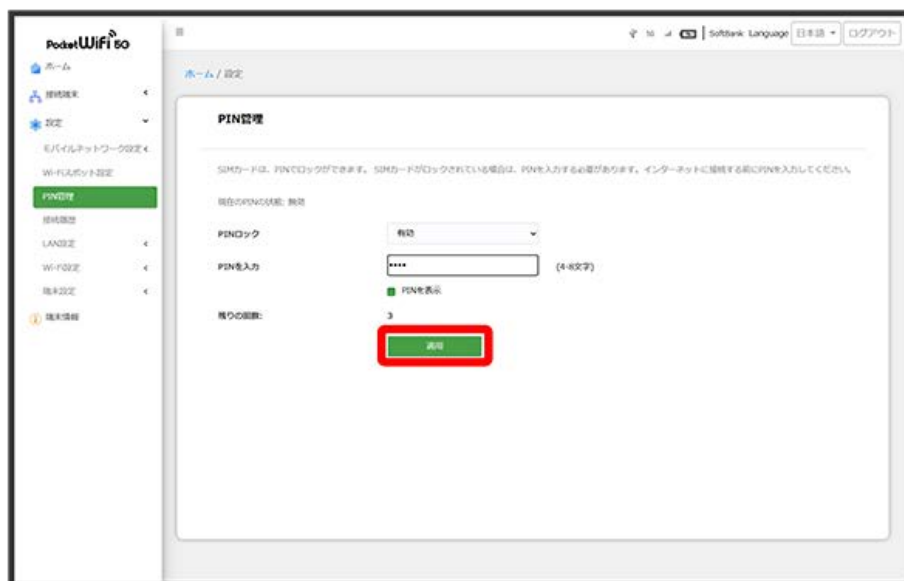 Pocket WiFi 5G
5G
SoftBank Language 日本語 ログアウト
ホーム
接続端末
設定
モバイルネットワーク設定
Wi-Fiスポット設定
PIN管理
接続履歴
LAN設定
Wi-Fi設定
端末設定
端末情報
ホーム / 設定
PIN管理
SIMカードは、PINでロックができます。 SIMカードがロックされている場合は、PINを入力する必要があります。インターネットに接続する前にPINを入力してください。
現在のPINの状態: 無効
PINロック 有効
PINを入力 •••• (4-8文字)
PINを表示
残りの回数: 3
適用